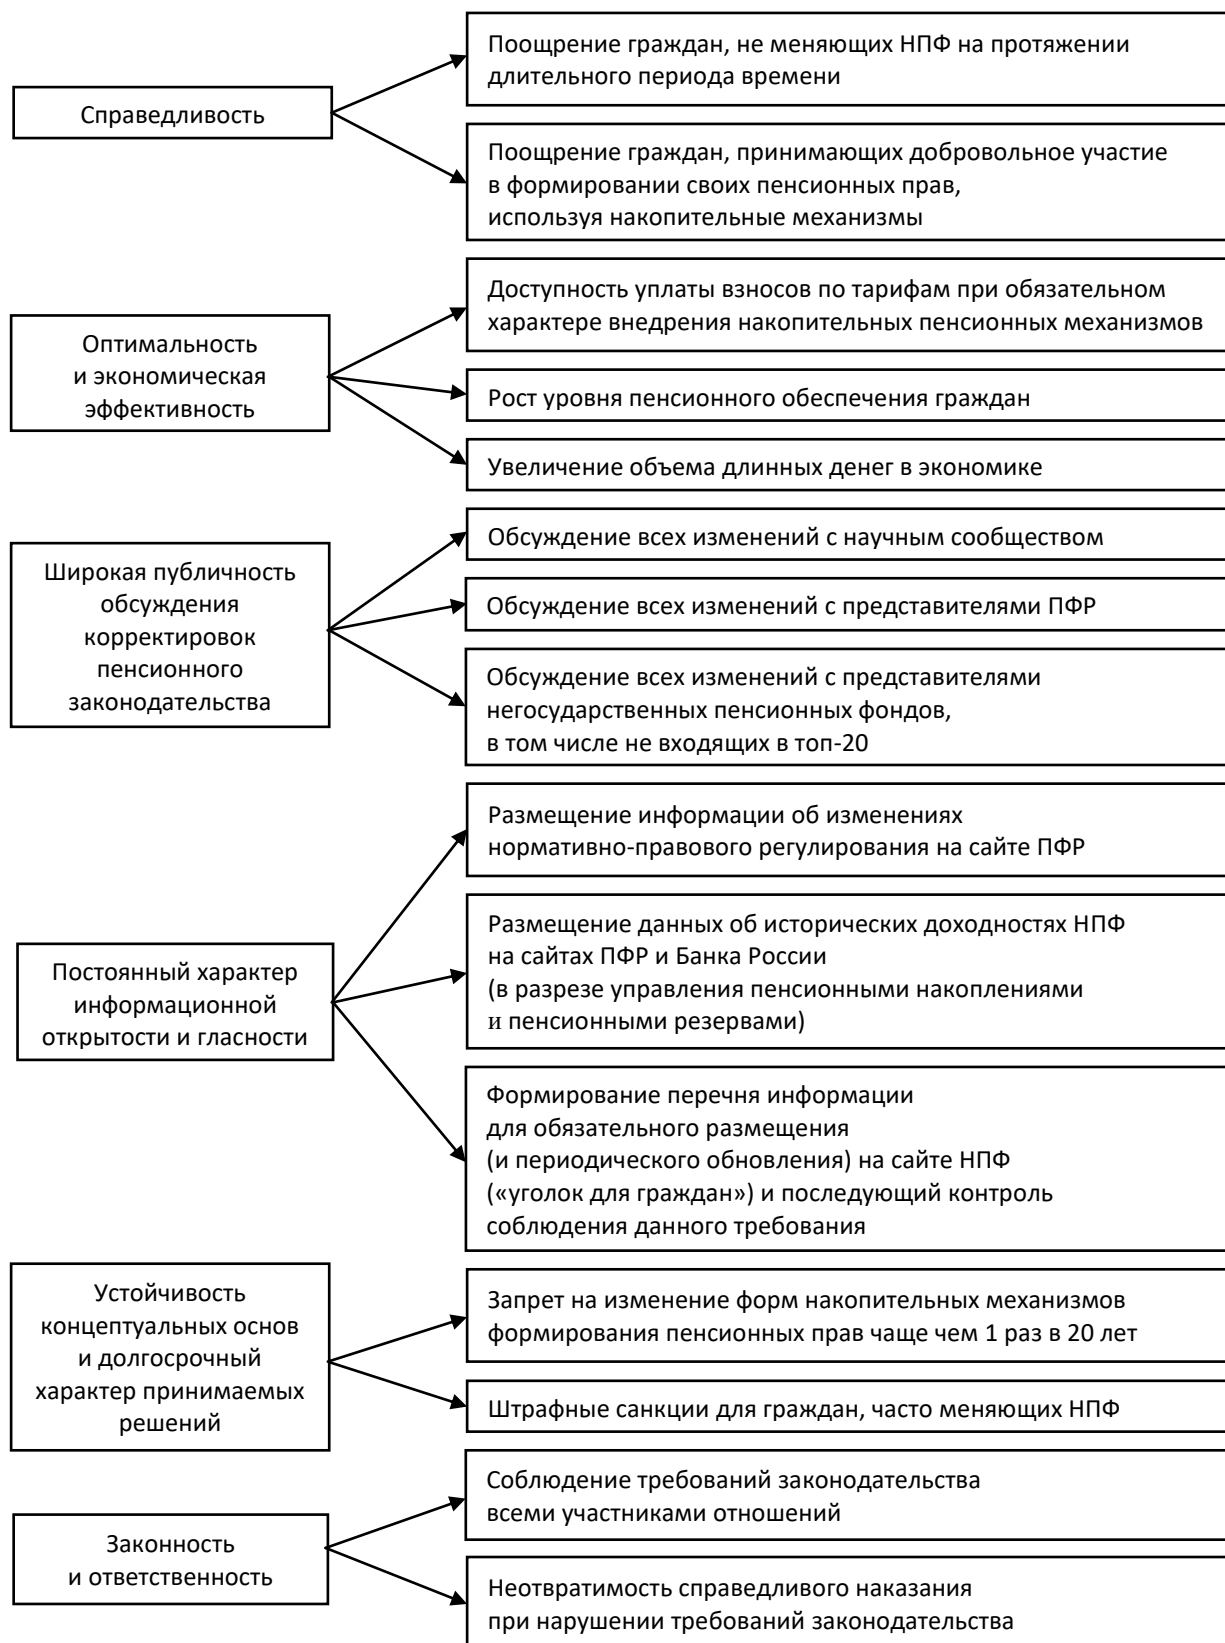 Справедливость
Поощрение граждан, не меняющих НПФ на протяжении
длительного периода времени
Поощрение граждан, принимающих добровольное участие
в формировании своих пенсионных прав,
используя накопительные механизмы
Оптимальность
и экономическая
эффективность
Доступность уплаты взносов по тарифам при обязательном
характере внедрения накопительных пенсионных механизмов
Рост уровня пенсионного обеспечения граждан
Увеличение объема длинных денег в экономике
Широкая публичность
обсуждения
корректировок
пенсионного
законодательства
Обсуждение всех изменений с научным сообществом
Обсуждение всех изменений с представителями ПФР
Обсуждение всех изменений с представителями
негосударственных пенсионных фондов,
в том числе не входящих в топ-20
Постоянный характер
информационной
открытости и гласности
Размещение информации об изменениях
нормативно-правового регулирования на сайте ПФР
Размещение данных об исторических доходностях НПФ
на сайтах ПФР и Банка России
(в разрезе управления пенсионными накоплениями
и пенсионными резервами)
Формирование перечня информации
для обязательного размещения
(и периодического обновления) на сайте НПФ
(«уголок для граждан») и последующий контроль
соблюдения данного требования
Устойчивость
концептуальных основ
и долгосрочный
характер принимаемых
решений
Запрет на изменение форм накопительных механизмов
формирования пенсионных прав чаще чем 1 раз в 20 лет
Штрафные санкции для граждан, часто меняющих НПФ
Законность
и ответственность
Соблюдение требований законодательства
всеми участниками отношений
Неотвратимость справедливого наказания
при нарушении требований законодательства